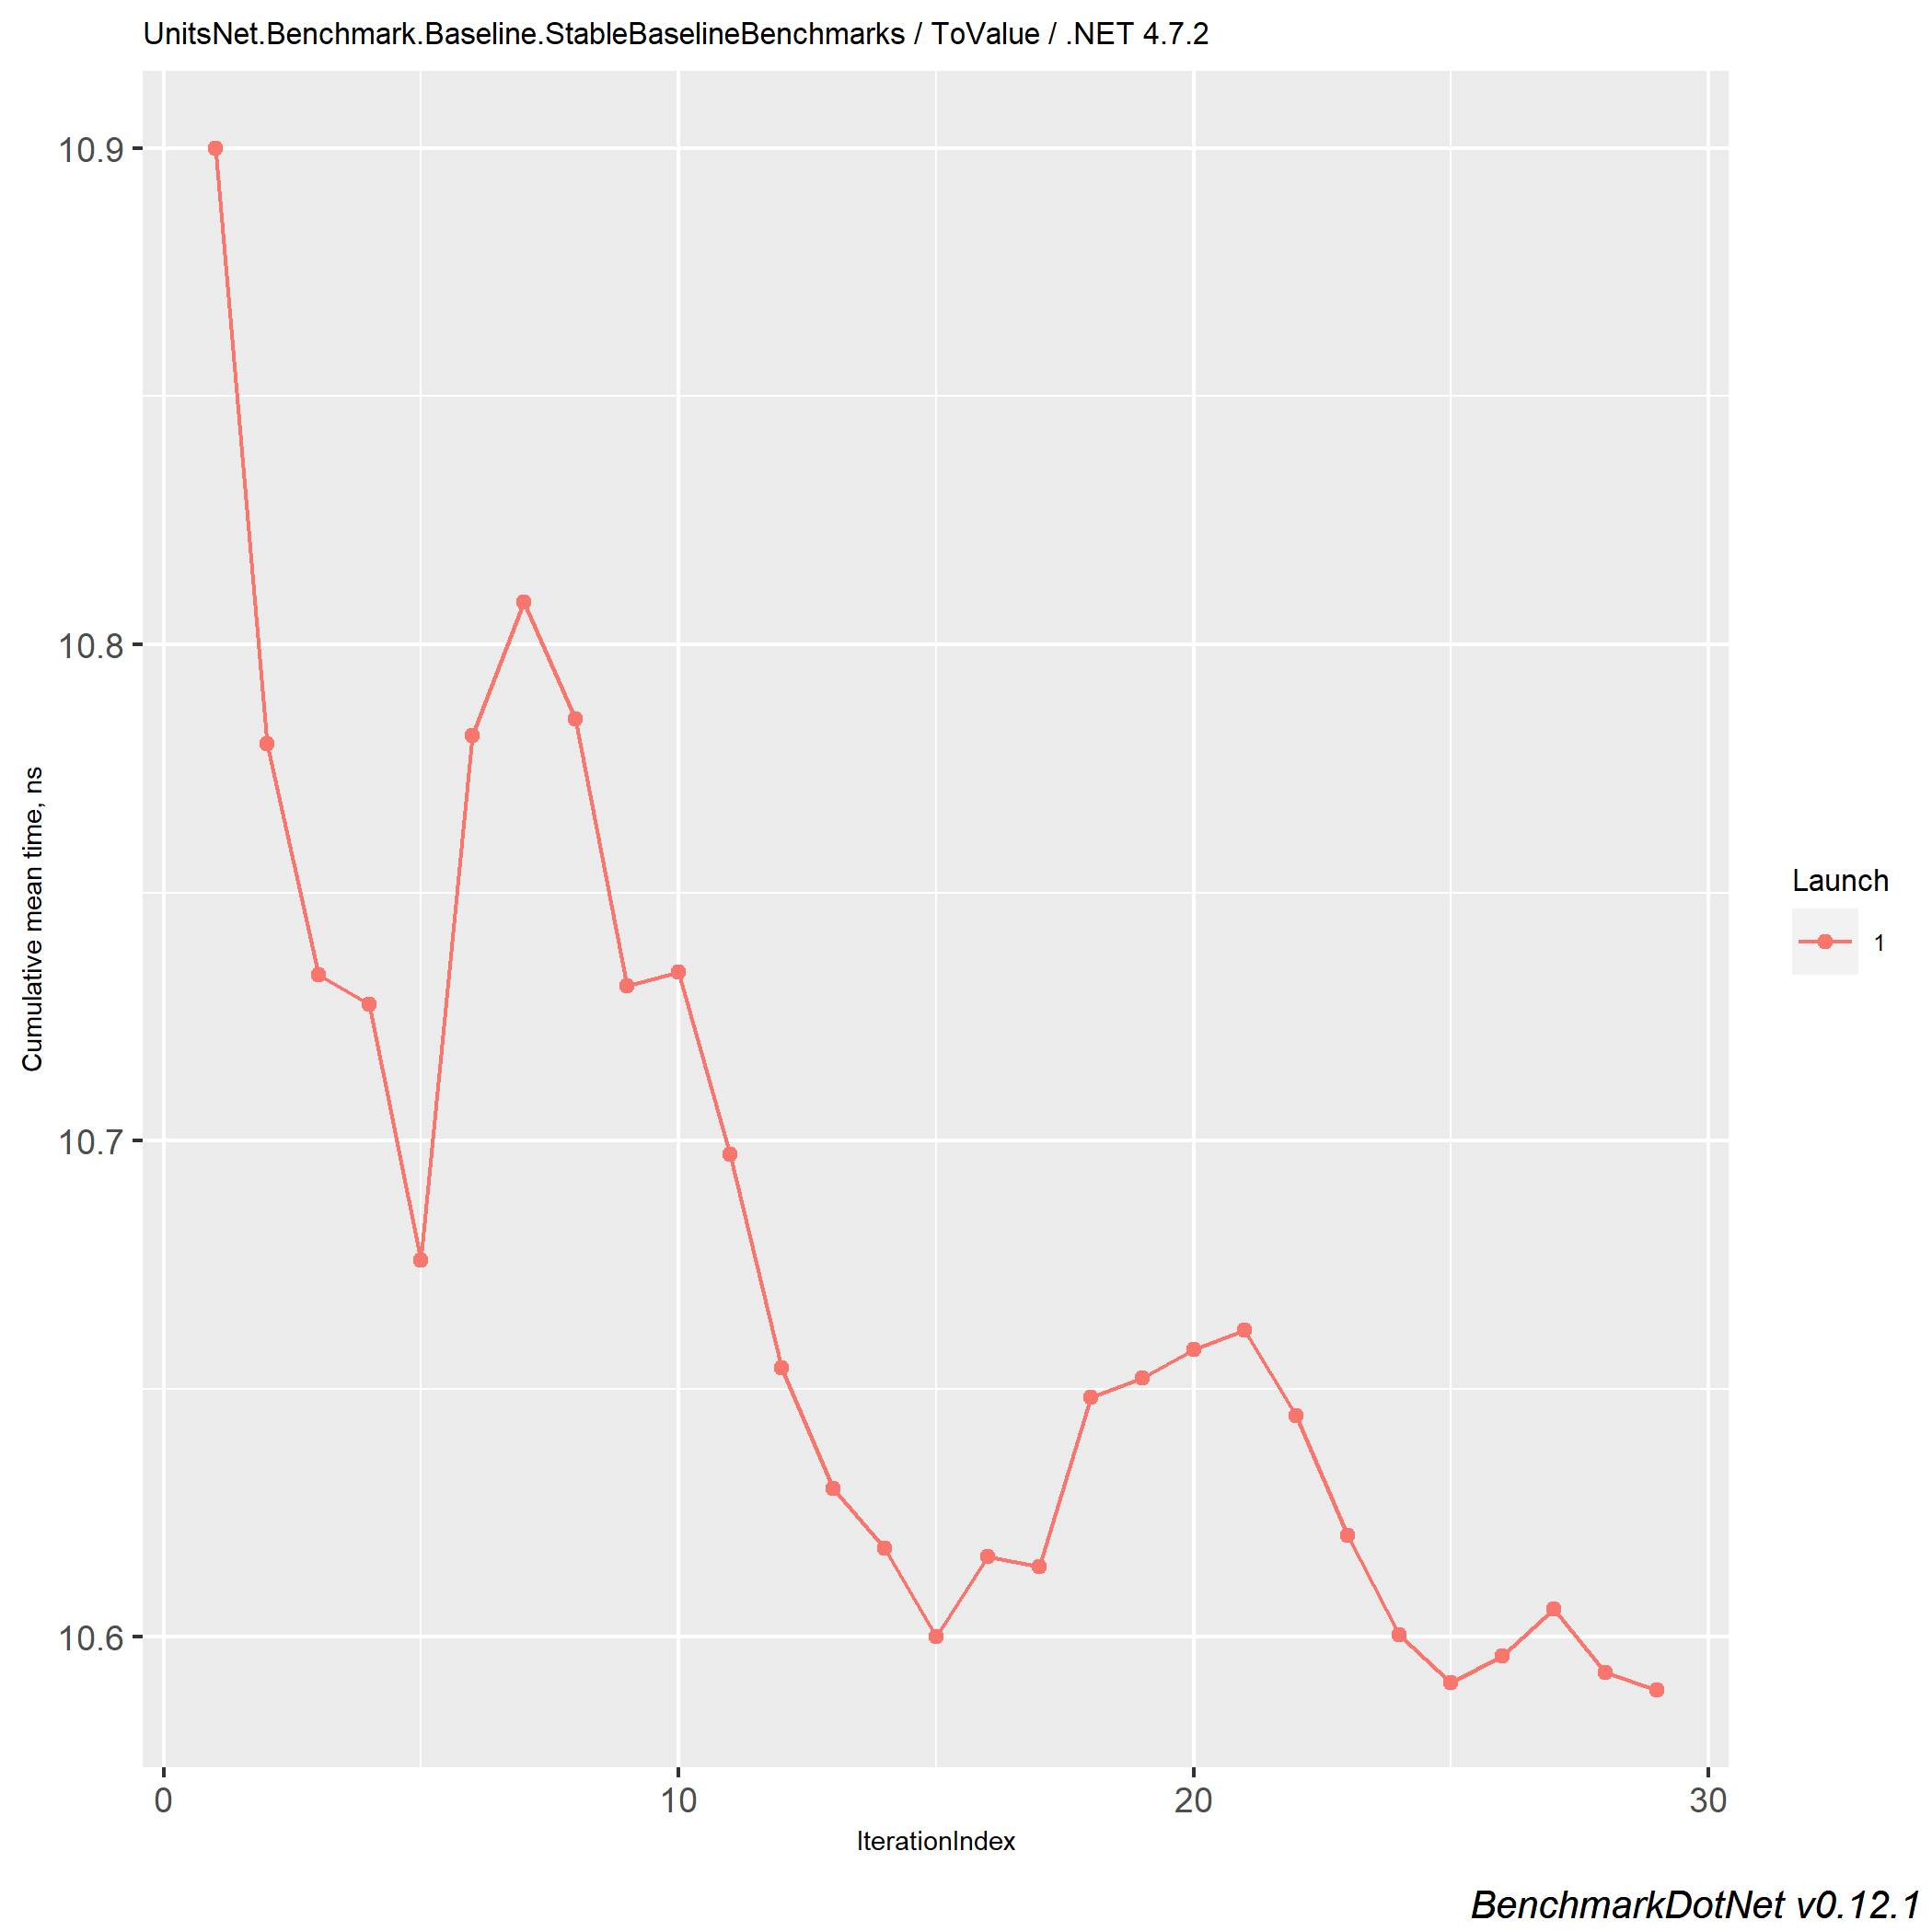 UnitsNet.Benchmark.Baseline.StableBaselineBenchmarks / ToValue / .NET 4.7.2
10.9
10.8
10.7
10.6
Cumulative mean time, ns
0 10 20 30
IterationIndex
Launch
1
BenchmarkDotNet v0.12.1